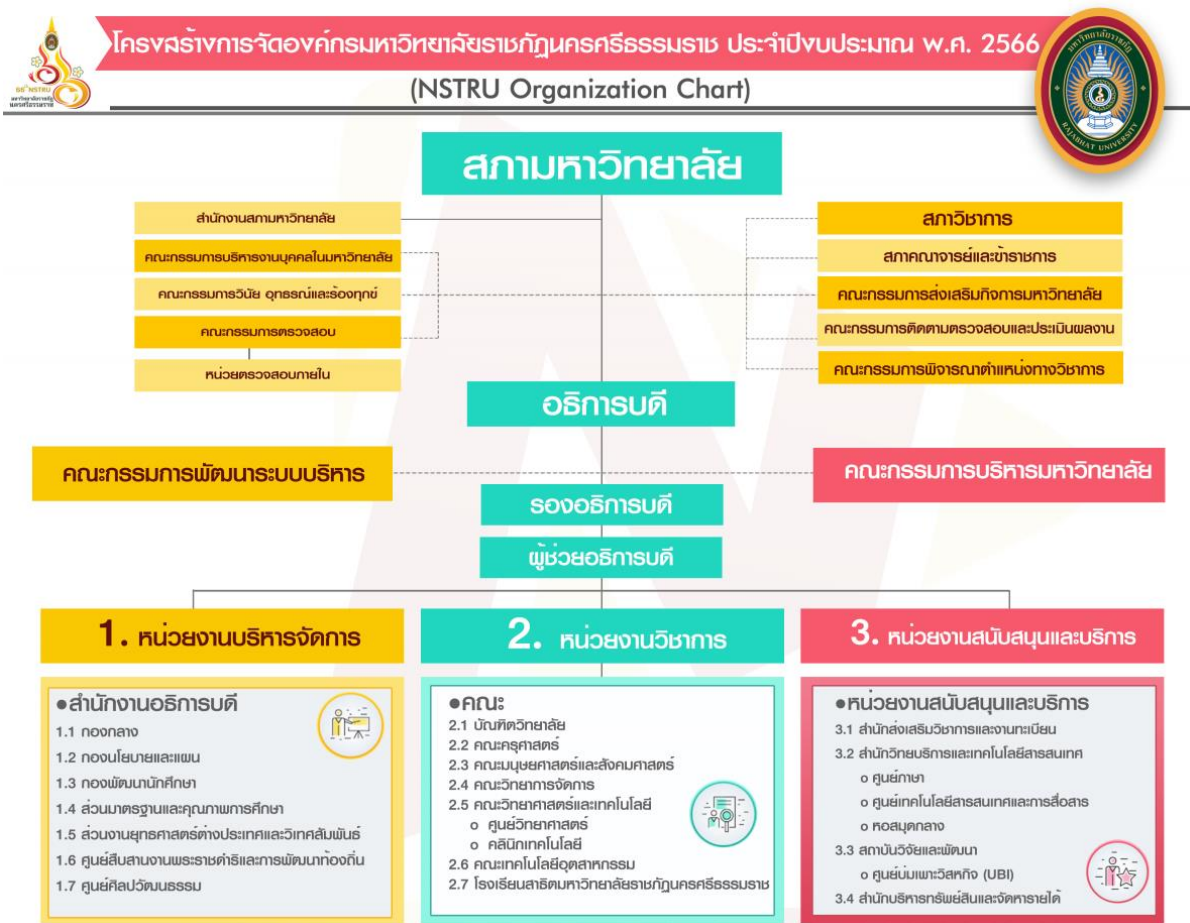 โครงสร้างการจัดองค์กรมหาวิทยาลัยราชภัฏนครศรีธรรมราช ประจำปีงบประมาณ พ.ศ. 2566
(NSTRU Organization Chart)
มหาวิทยาลัยราชภัฏ
RAJABHAT UNIVERSITY
สภามหาวิทยาลัย
สำนักงานสภามหาวิทยาลัย
คณะกรรมการบริหารงานบุคคลในมหาวิทยาลัย
คณะกรรมการวินัย อุทธรณ์และร้องทุกข์
คณะกรรมการตรวจสอบ
หน่วยตรวจสอบภายใน
สภาวิชาการ
สภาคณาจารย์และข้าราชการ
คณะกรรมการส่งเสริมกิจการมหาวิทยาลัย
คณะกรรมการติดตามตรวจสอบและประเมินผลงาน
คณะกรรมการพิจารณาตำแหน่งทางวิชาการ
อธิการบดี
คณะกรรมการพัฒนาระบบบริหาร
คณะกรรมการบริหารมหาวิทยาลัย
รองอธิการบดี
ผู้ช่วยอธิการบดี
1. หน่วยงานบริหารจัดการ
●สำนักงานอธิการบดี
1.1 กองกลาง
1.2 กองนโยบายและแผน
1.3 กองพัฒนานักศึกษา
1.4 ส่วนมาตรฐานและคุณภาพการศึกษา
1.5 ส่วนงานยุทธศาสตร์ต่างประเทศและวิเทศสัมพันธ์
1.6 ศูนย์สืบสานงานพระราชดำริและการพัฒนาท้องถิ่น
1.7 ศูนย์ศิลปวัฒนธรรม
2. หน่วยงานวิชาการ
●คณะ
2.1 บัณฑิตวิทยาลัย
2.2 คณะครุศาสตร์
2.3 คณะมนุษยศาสตร์และสังคมศาสตร์
2.4 คณะวิทยาการจัดการ
2.5 คณะวิทยาศาสตร์และเทคโนโลยี
o ศูนย์วิทยาศาสตร์
o คลินิกเทคโนโลยี
2.6 คณะเทคโนโลยีอุตสาหกรรม
2.7 โรงเรียนสาธิตมหาวิทยาลัยราชภัฏนครศรีธรรมราช
3. หน่วยงานสนับสนุนและบริการ
●หน่วยงานสนับสนุนและบริการ
3.1 สำนักส่งเสริมวิชาการและงานทะเบียน
3.2 สำนักวิทยบริการและเทคโนโลยีสารสนเทศ
o ศูนย์ภาษา
o ศูนย์เทคโนโลยีสารสนเทศและการสื่อสาร
o หอสมุดกลาง
3.3 สถาบันวิจัยและพัฒนา
o ศูนย์บ่มเพาะวิสหกิจ (UBI)
3.4 สำนักบริหารทรัพย์สินและจัดหารายได้